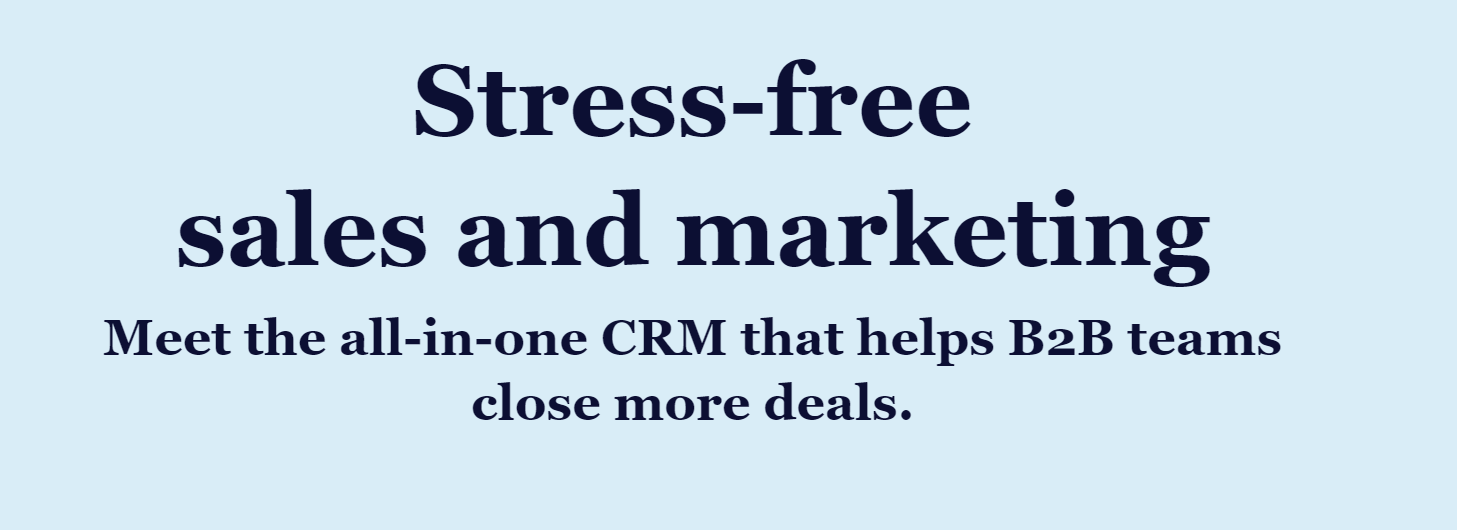 Stress-free
sales and marketing
Meet the all-in-one CRM that helps B2B teams
close more deals.